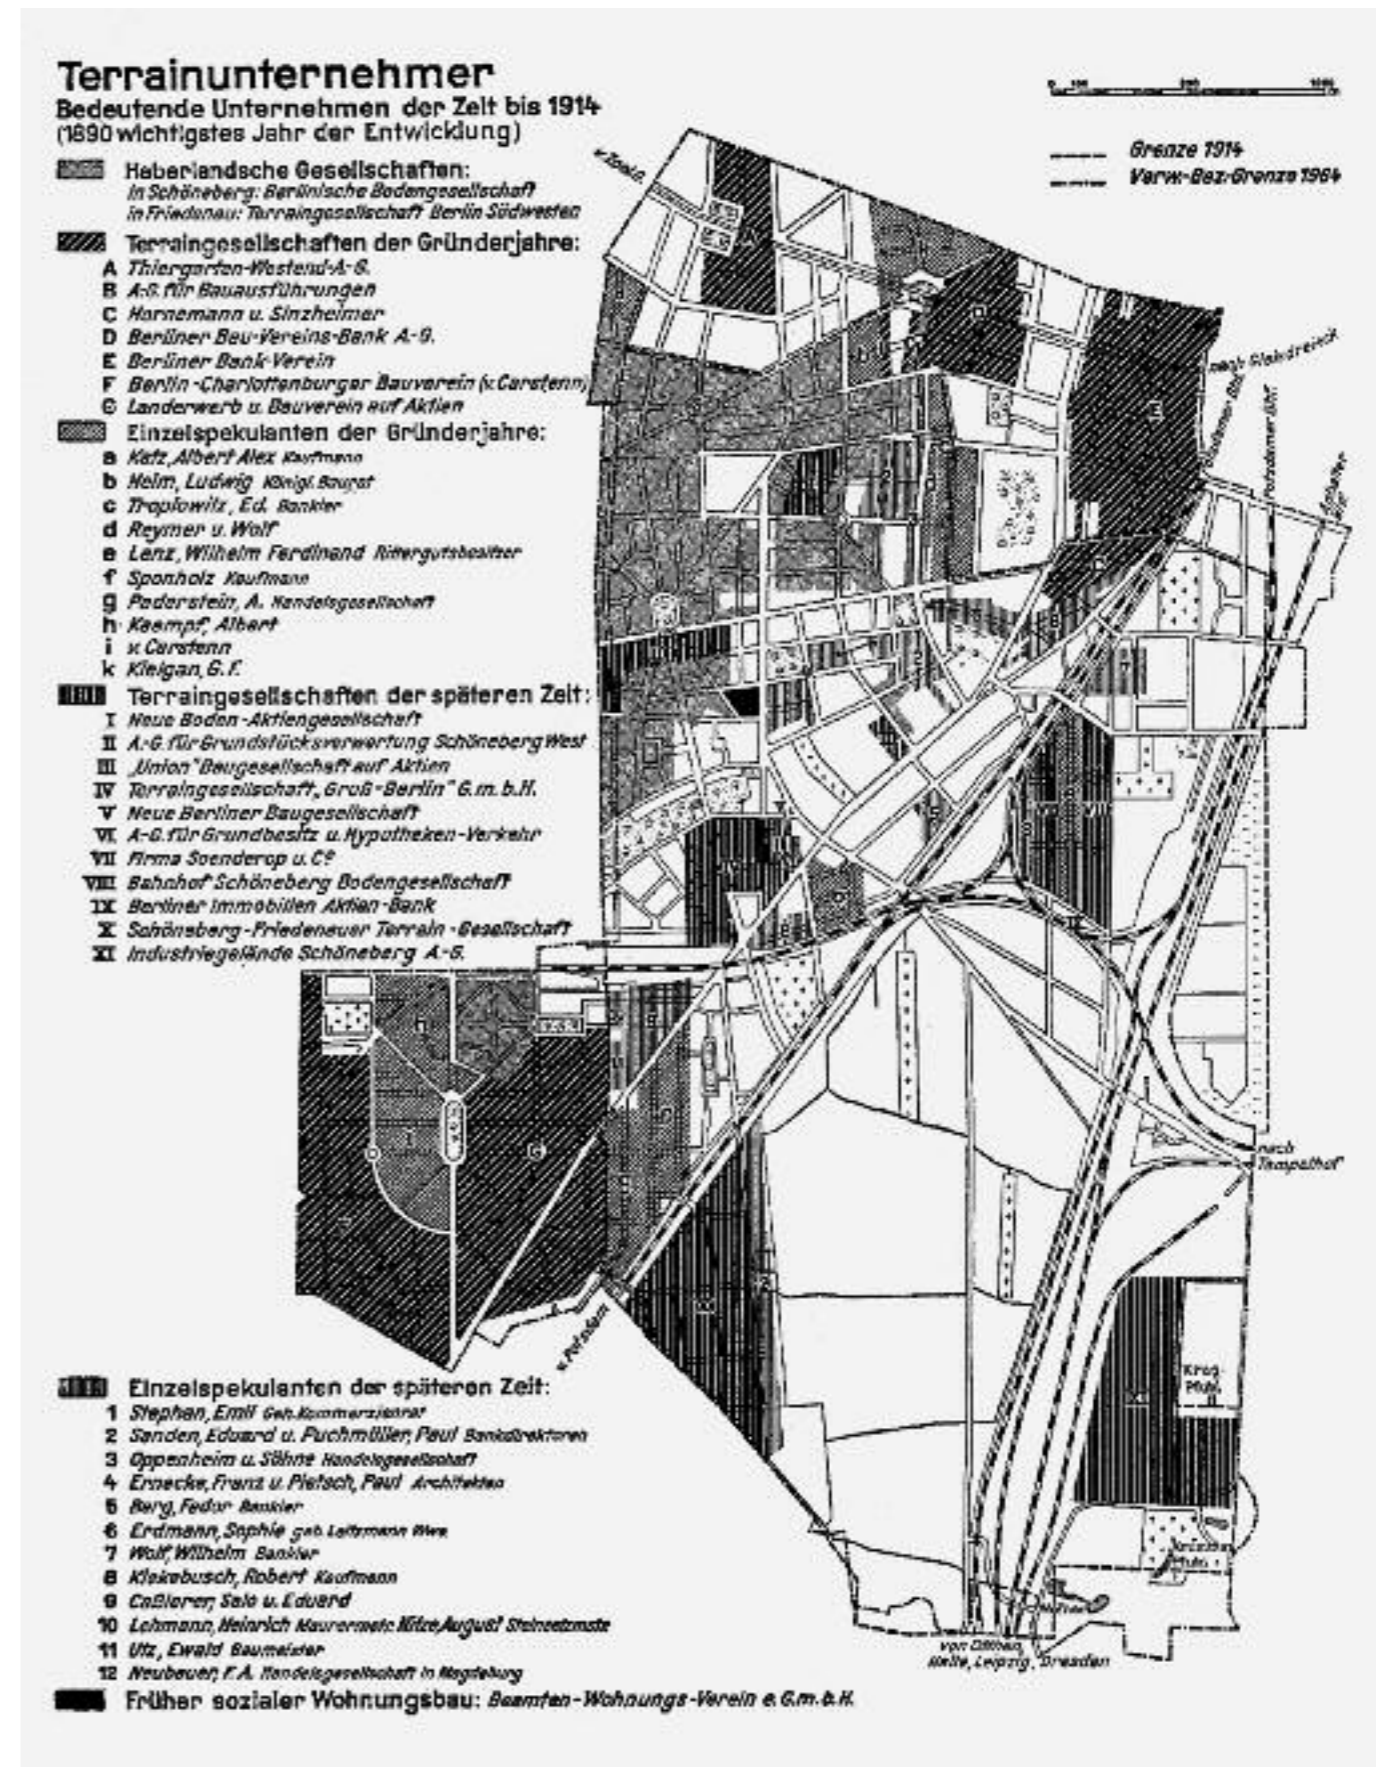 Terrainunternehmer
Bedeutende Unternehmen der Zeit bis 1914
(1890 wichtigstes Jahr der Entwicklung)
Haberlandsche Gesellschaften:
in Schöneberg: Berlinische Bodengesellschaft
in Friedenau: Terraingesellschaft Berlin Südwesten
Terraingesellschaften der Gründerjahre:
A Thiergarten-Westend-A.-G.
B A.-G. für Bauausführungen
C Hornemann u. Sinzheimer
D Berliner Bau-Vereins-Bank A.-G.
E Berliner Bank-Verein
F Berlin-Charlottenburger Bauverein (v. Carstenn)
G Landerwerb u. Bauverein auf Aktien
Einzelspekulanten der Gründerjahre:
a Katz, Albert Alex Kaufmann
b Heim, Ludwig Königl. Baurat
c Troplowitz, Ed. Bankier
d Reymer u. Wolf
e Lenz, Wilhelm Ferdinand Rittergutsbesitzer
f Sponholz Kaufmann
g Paderstein, A. Handelsgesellschaft
h Kaempf, Albert
i v. Carstenn
k Kleigan, G. F.
Terraingesellschaften der späteren Zeit:
I Neue Boden-Aktiengesellschaft
II A.-G. für Grundstücksverwertung Schöneberg West
III „Union" Baugesellschaft auf Aktien
IV Terraingesellschaft „Groß-Berlin" G.m.b.H.
V Neue Berliner Baugesellschaft
VI A.-G. für Grundbesitz u. Hypotheken-Verkehr
VII Firma Soenderop u. Co
VIII Bahnhof Schöneberg Bodengesellschaft
IX Berliner Immobilien Aktien-Bank
X Schöneberg-Friedenauer Terrain-Gesellschaft
XI Industriegelände Schöneberg A.-G.
Grenze 1914
Verw.-Bez.-Grenze 1964
v. Zoolg.
nach Gleisdreieck
Potsdamer Bhf.
Anhalter Bhf.
nach Tempelhof
v. Potsdam
Krug-
Pfuhl
Halle, Leipzig, Dresden
Einzelspekulanten der späteren Zeit:
1 Stephan, Emil Geh. Kommerzienrat
2 Sanden, Eduard u. Puchmüller, Paul Bankdirektoren
3 Oppenheim u. Söhne Handelsgesellschaft
4 Ernecke, Franz u. Pietsch, Paul Architekten
5 Berg, Fedor Bankier
6 Erdmann, Sophie geb. Wwe.
7 Wolf, Wilhelm Bankier
8 Klakebusch, Robert Kaufmann
9 Caßlarer, Salo u. Eduard
10 Lehmann, Heinrich Maurermstr. August
11 Utz, Ewald Baumeister
12 Neubauer, F. A. Handelsgesellschaft in Magdeburg
Früher sozialer Wohnungsbau: Beamten-Wohnungs-Verein e.G.m.b.H.